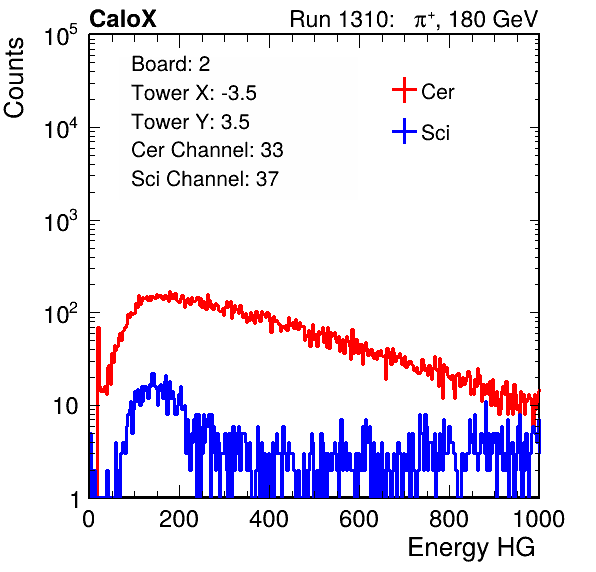 CaloX Run 1310: π⁺, 180 GeV
Board: 2
Tower X: -3.5
Tower Y: 3.5
Cer Channel: 33
Sci Channel: 37
Cer
Sci
Counts
10⁵
10⁴
10³
10²
10
1
0 200 400 600 800 1000
Energy HG